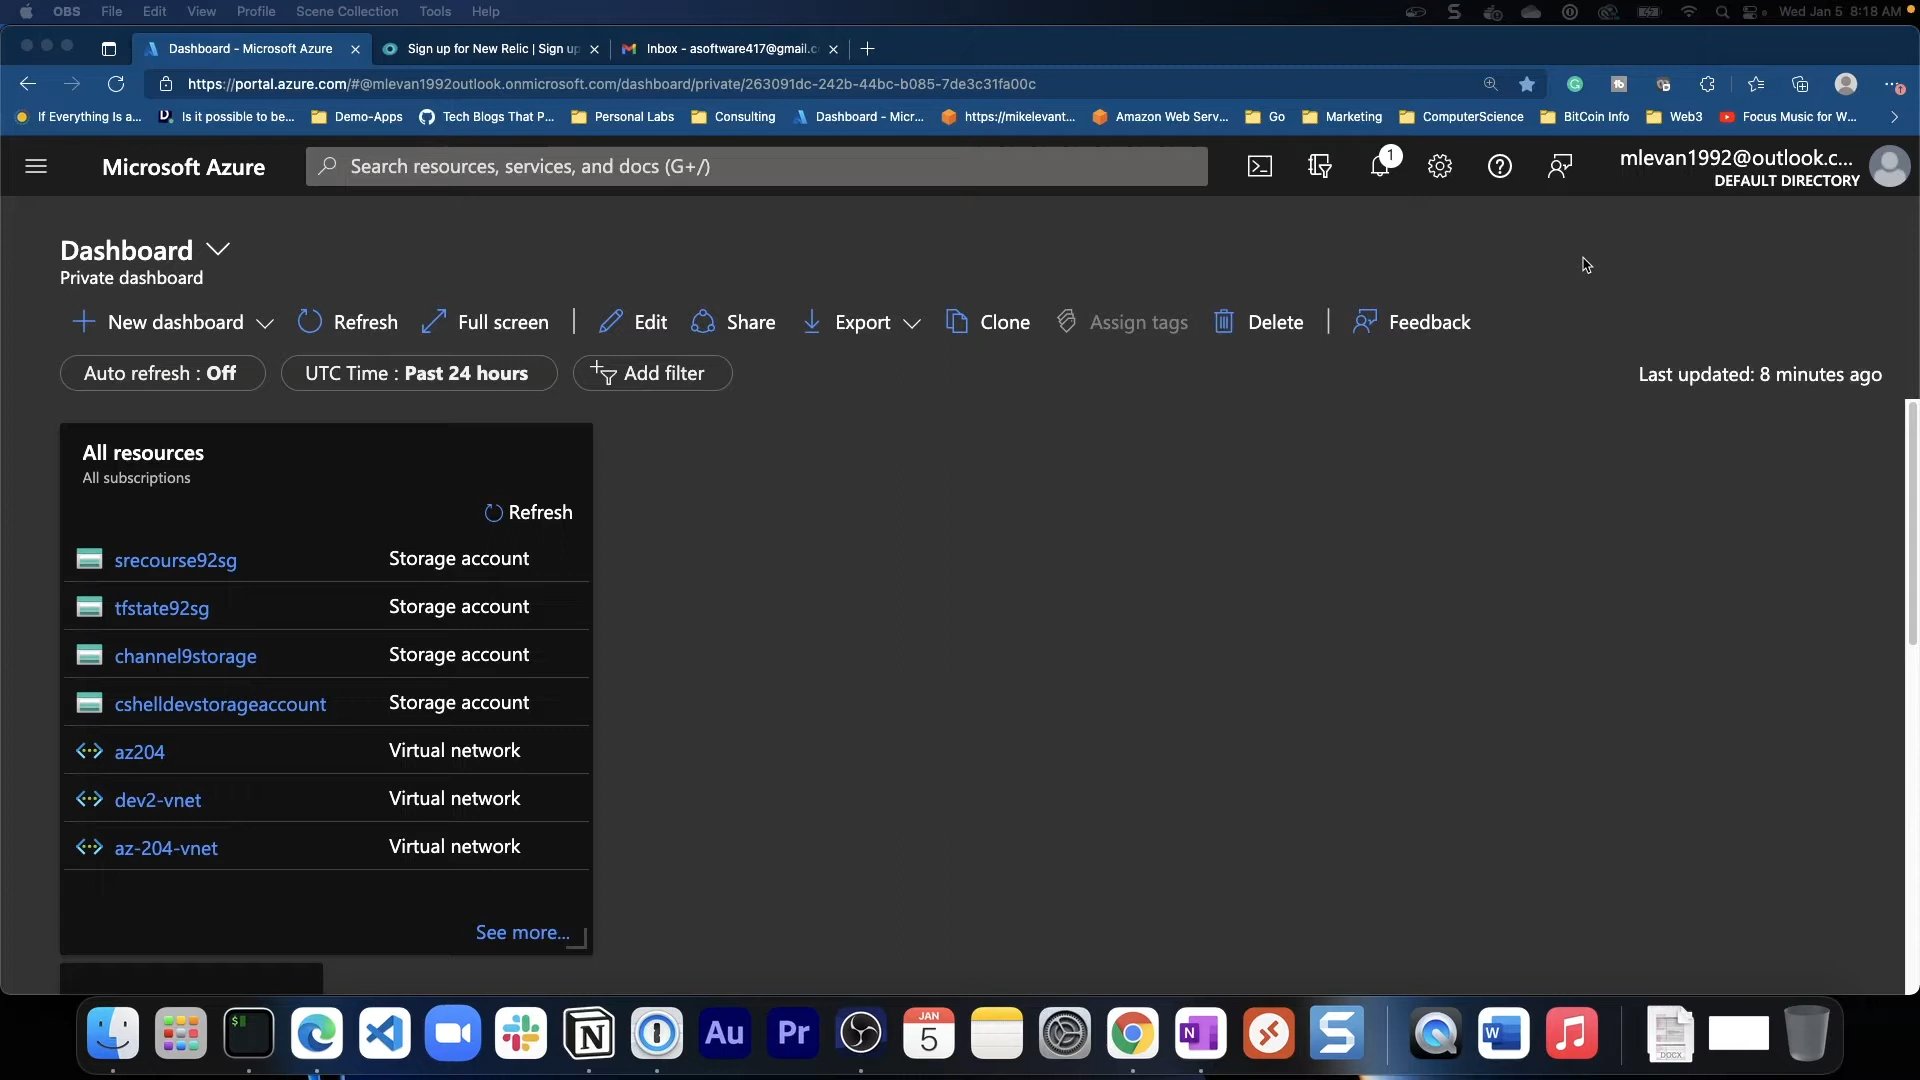 OBS File Edit View Profile Scene Collection Tools Help Wed Jan 5 8:18 AM
Dashboard - Microsoft Azure Sign up for New Relic | Sign up Inbox - asoftware417@gmail.c
https://portal.azure.com/#@mlevan1992outlook.onmicrosoft.com/dashboard/private/263091dc-242b-44bc-b085-7de3c31fa00c
If Everything Is a... Is it possible to be... Demo-Apps Tech Blogs That P... Personal Labs Consulting Dashboard - Micr... https://mikelevant... Amazon Web Serv... Go Marketing ComputerScience BitCoin Info Web3 Focus Music for W...
Microsoft Azure Search resources, services, and docs (G+/) 1 mlevan1992@outlook.c...
DEFAULT DIRECTORY
Dashboard
Private dashboard
New dashboard Refresh Full screen Edit Share Export Clone Assign tags Delete Feedback
Auto refresh : Off UTC Time : Past 24 hours Add filter Last updated: 8 minutes ago
All resources
All subscriptions
Refresh
srecourse92sg Storage account
tfstate92sg Storage account
channel9storage Storage account
cshelldevstorageaccount Storage account
az204 Virtual network
dev2-vnet Virtual network
az-204-vnet Virtual network
See more...
$ Au Pr JAN 5 N W DOCX